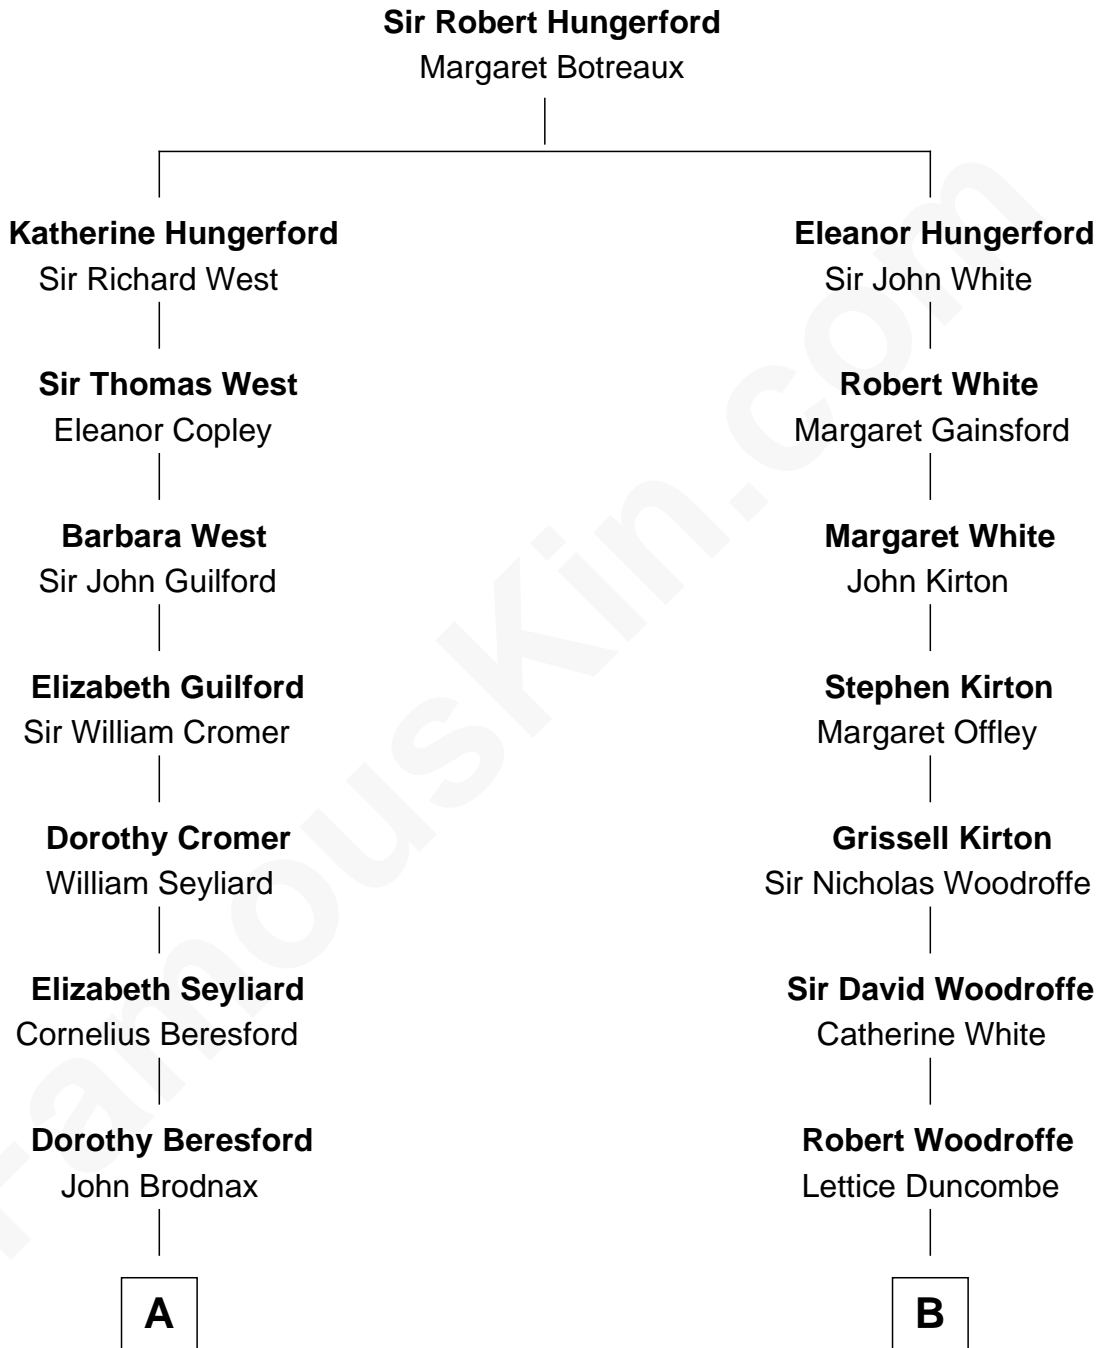 Sir Robert Hungerford
Margaret Botreaux
Katherine Hungerford
Sir Richard West
Sir Thomas West
Eleanor Copley
Barbara West
Sir John Guilford
Elizabeth Guilford
Sir William Cromer
Dorothy Cromer
William Seyliard
Elizabeth Seyliard
Cornelius Beresford
Dorothy Beresford
John Brodnax
A
Eleanor Hungerford
Sir John White
Robert White
Margaret Gainsford
Margaret White
John Kirton
Stephen Kirton
Margaret Offley
Grissell Kirton
Sir Nicholas Woodroffe
Sir David Woodroffe
Catherine White
Robert Woodroffe
Lettice Duncombe
B
FamousKin.com